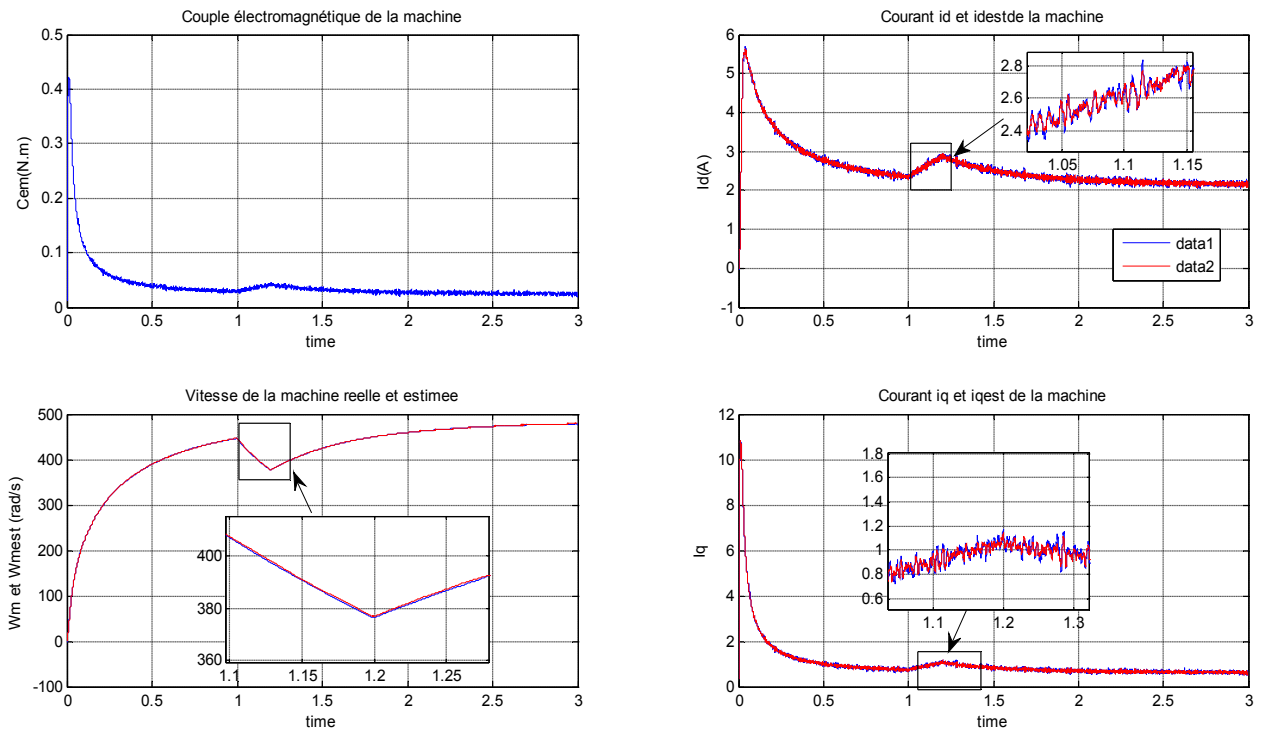 Couple électromagnétique de la machine
0.5
0.4
0.3
0.2
0.1
0
Cem(N.m)
0 0.5 1 1.5 2 2.5 3
time
Courant id et idestde la machine
6
5
4
3
2
1
0
-1
Id(A)
2.8
2.6
2.4
1.05 1.1 1.15
data1
data2
0 0.5 1 1.5 2 2.5 3
time
Vitesse de la machine reelle et estimee
500
400
300
200
100
0
-100
Wm et Wmest (rad/s)
400
380
360
1.1 1.15 1.2 1.25
0 0.5 1 1.5 2 2.5 3
time
Courant iq et iqest de la machine
12
10
8
6
4
2
0
Iq
1.8
1.6
1.4
1.2
1
0.8
0.6
1.1 1.2 1.3
0 0.5 1 1.5 2 2.5 3
time